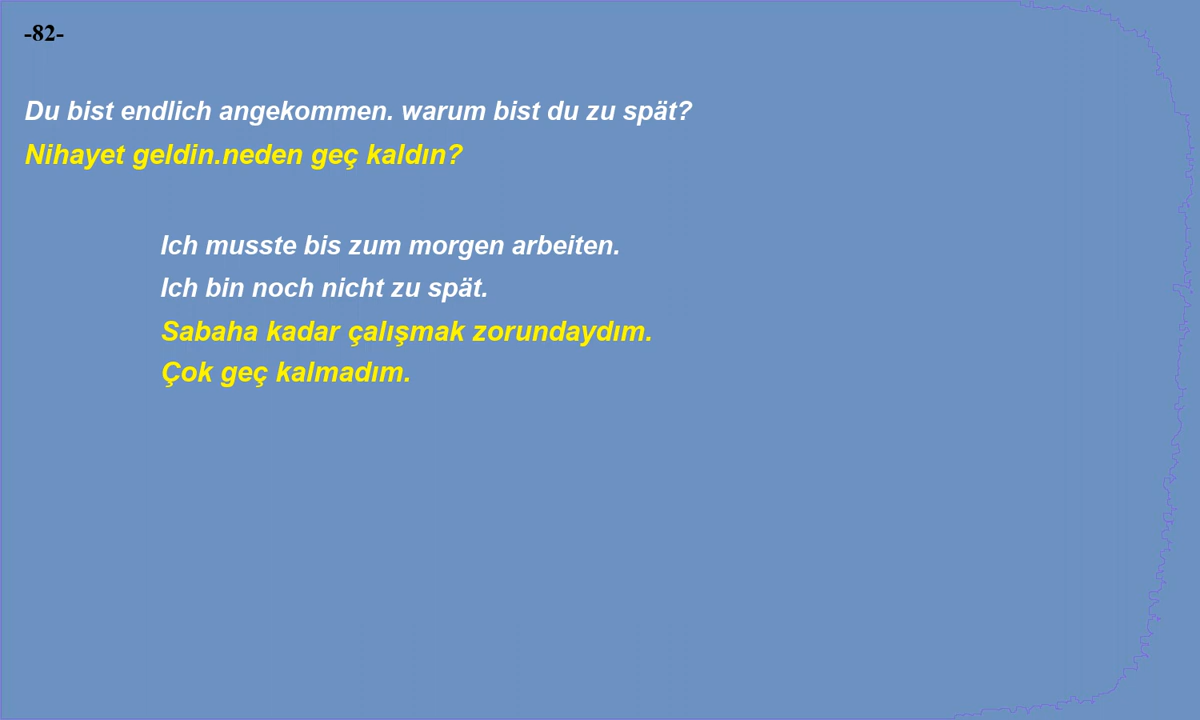 -82-
Du bist endlich angekommen. warum bist du zu spät?
Nihayet geldin.neden geç kaldın?
Ich musste bis zum morgen arbeiten.
Ich bin noch nicht zu spät.
Sabaha kadar çalışmak zorundaydım.
Çok geç kalmadım.